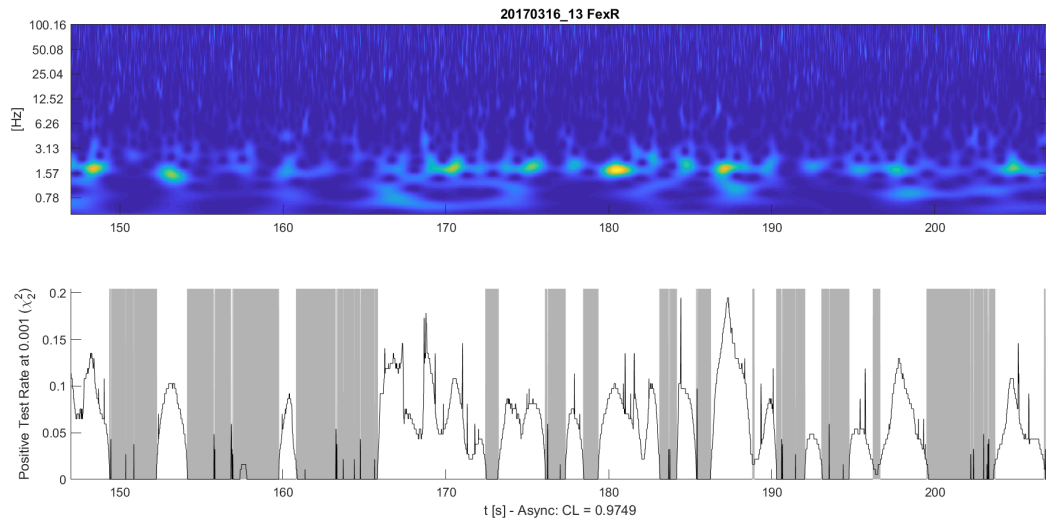 20170316_13 FexR
100.16
50.08
25.04
12.52
6.26
3.13
1.57
0.78
[Hz]
150 160 170 180 190 200
0.2
0.15
0.1
0.05
0
Positive Test Rate at 0.001 (χ₂²)
150 160 170 180 190 200
t [s] - Async: CL = 0.9749